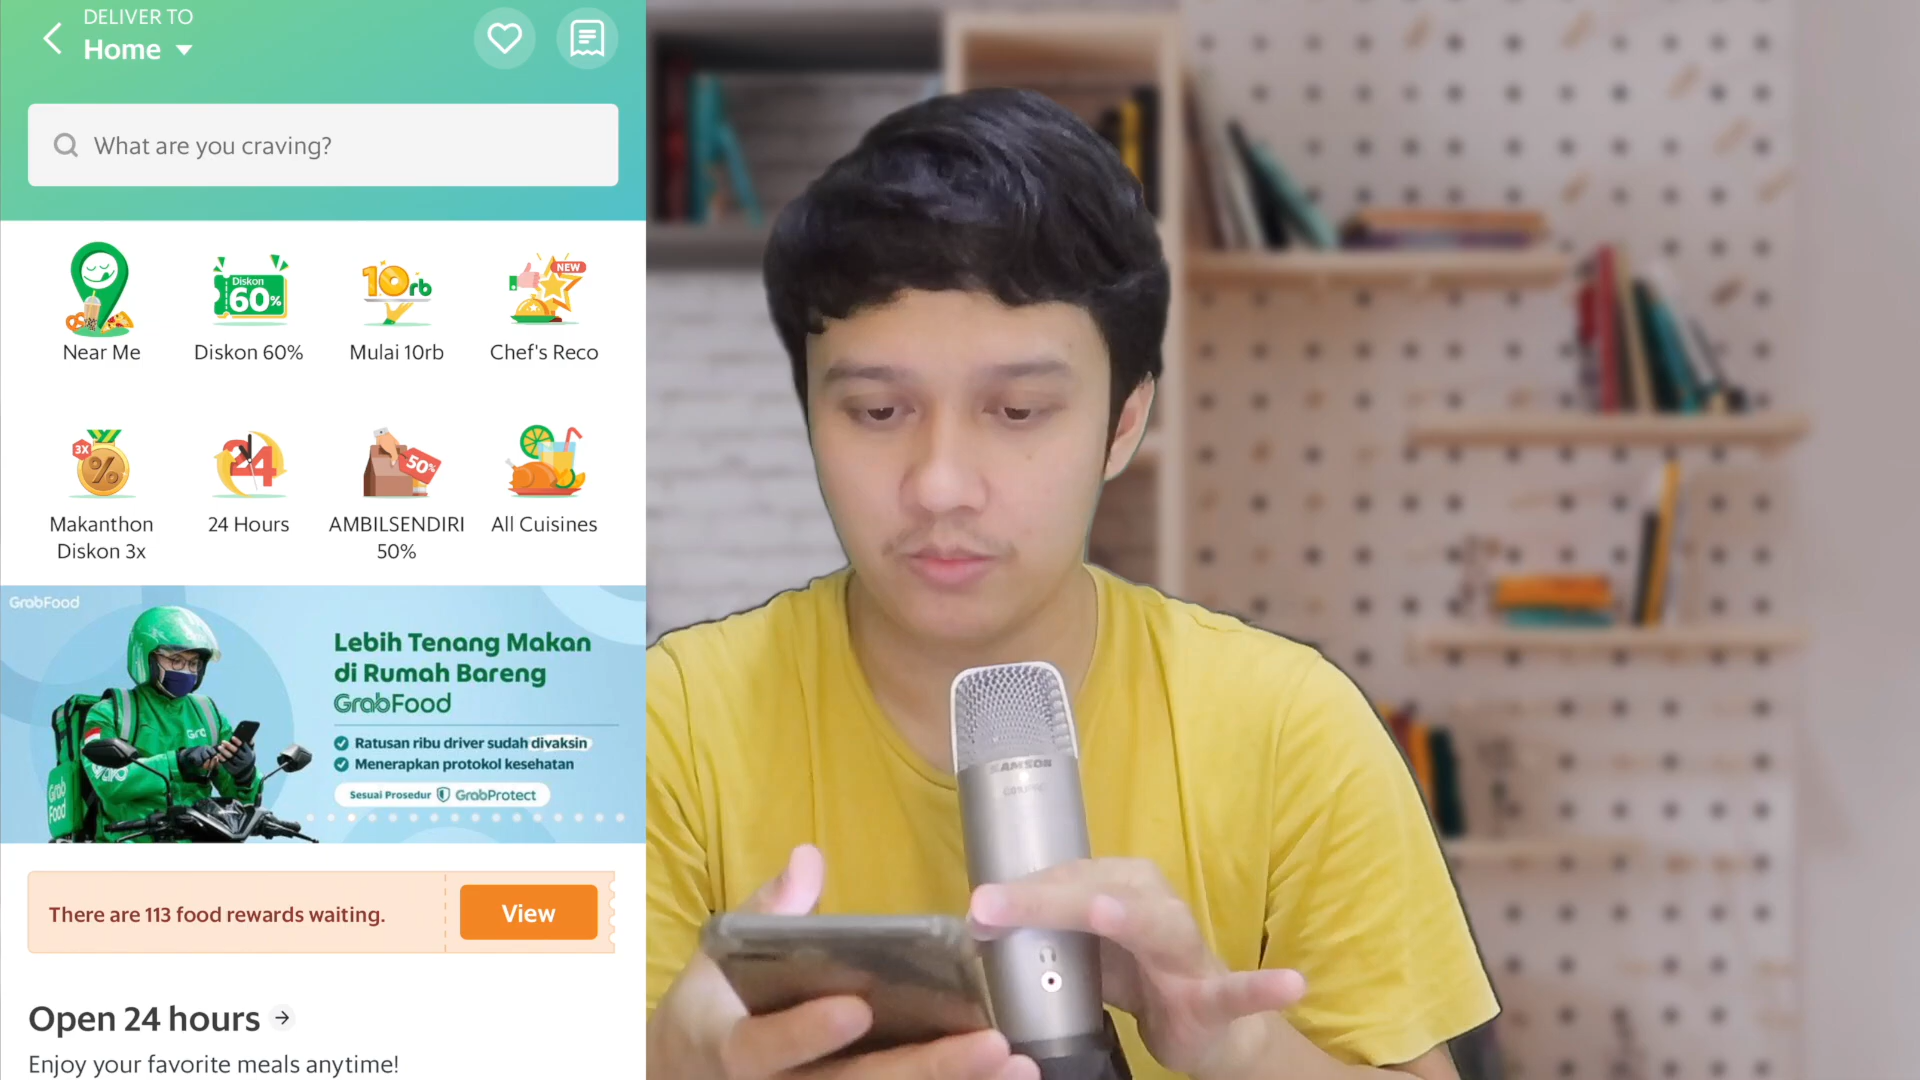 DELIVER TO
Home
What are you craving?
Diskon
60%
10rb
NEW
Near Me
Diskon 60%
Mulai 10rb
Chef's Reco
3X
%
24
50%
Makanthon
Diskon 3x
24 Hours
AMBILSENDIRI
50%
All Cuisines
GrabFood
Lebih Tenang Makan
di Rumah Bareng
GrabFood
Ratusan ribu driver sudah divaksin
Menerapkan protokol kesehatan
Sesuai Prosedur GrabProtect
Grab
Food
There are 113 food rewards waiting.
View
Open 24 hours
Enjoy your favorite meals anytime!
SAMSON